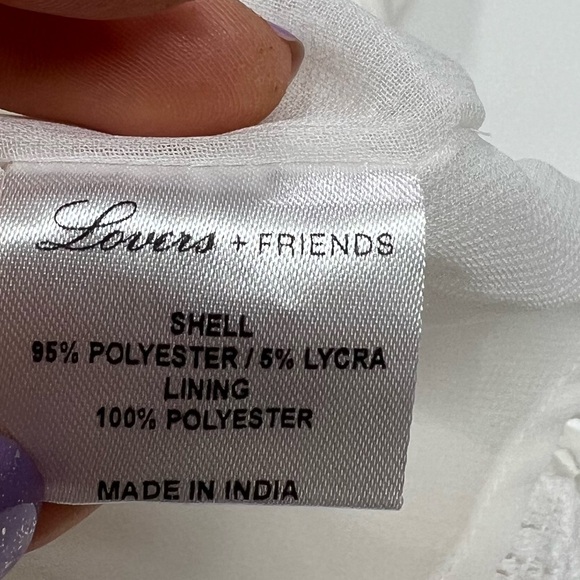 Lovers + FRIENDS
SHELL
95% POLYESTER / 5% LYCRA
LINING
100% POLYESTER
MADE IN INDIA